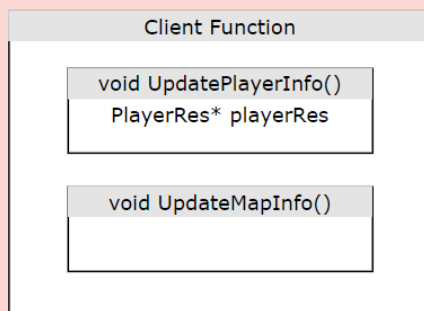 Client Function
void UpdatePlayerInfo()
PlayerRes* playerRes
void UpdateMapInfo()